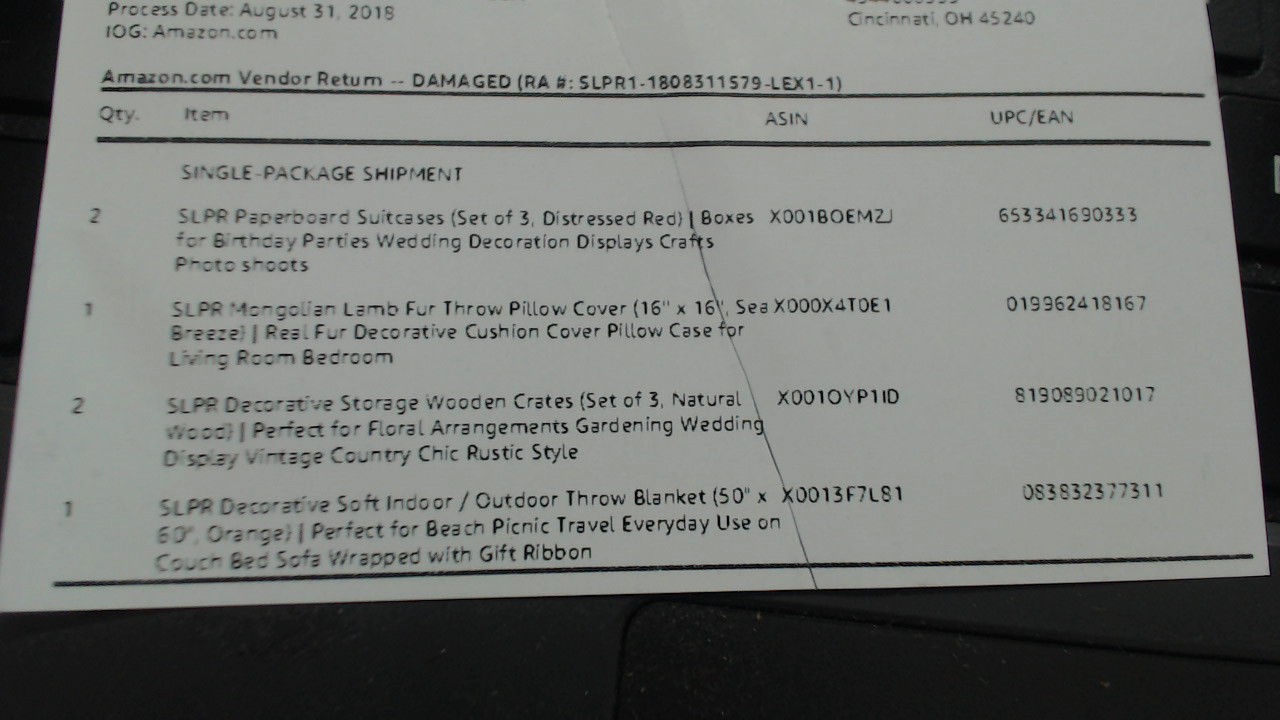 Process Date: August 31, 2018
Cincinnati, OH 45240
IOG: Amazon.com
Amazon.com Vendor Return -- DAMAGED (RA #: SLPR1-1808311579-LEX1-1)
Qty. Item ASIN UPC/EAN
SINGLE-PACKAGE SHIPMENT
2 SLPR Paperboard Suitcases (Set of 3, Distressed Red) | Boxes X001BOEMZJ 653341690333
for Birthday Parties Wedding Decoration Displays Crafts
Photo shoots
1 SLPR Mongolian Lamb Fur Throw Pillow Cover (16" x 16", Sea X000X4T0E1 019962418167
Breeze) | Real Fur Decorative Cushion Cover Pillow Case for
Living Room Bedroom
2 SLPR Decorative Storage Wooden Crates (Set of 3, Natural X001OYP1ID 819089021017
Wood) | Perfect for Floral Arrangements Gardening Wedding
Display Vintage Country Chic Rustic Style
1 SLPR Decorative Soft Indoor / Outdoor Throw Blanket (50" x X0013F7L81 083832377311
60", Orange) | Perfect for Beach Picnic Travel Everyday Use on
Couch Bed Sofa Wrapped with Gift Ribbon